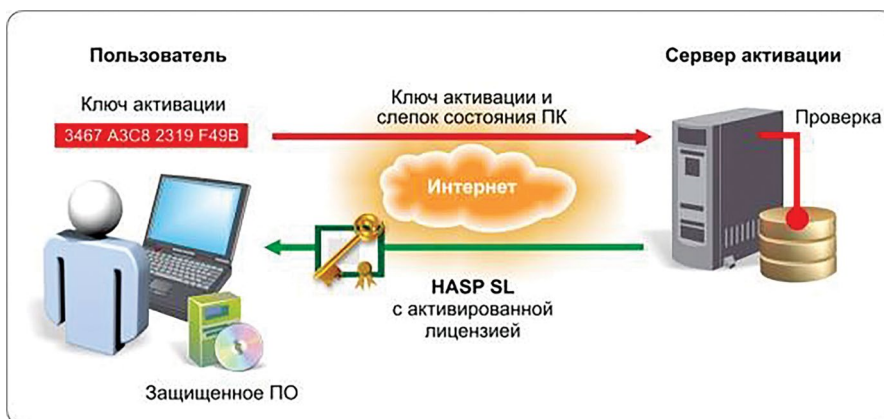 Пользователь
Сервер активации
Ключ активации
3467 A3C8 2319 F49B
Ключ активации и
слепок состояния ПК
Проверка
Интернет
HASP SL
с активированной
лицензией
Защищенное ПО